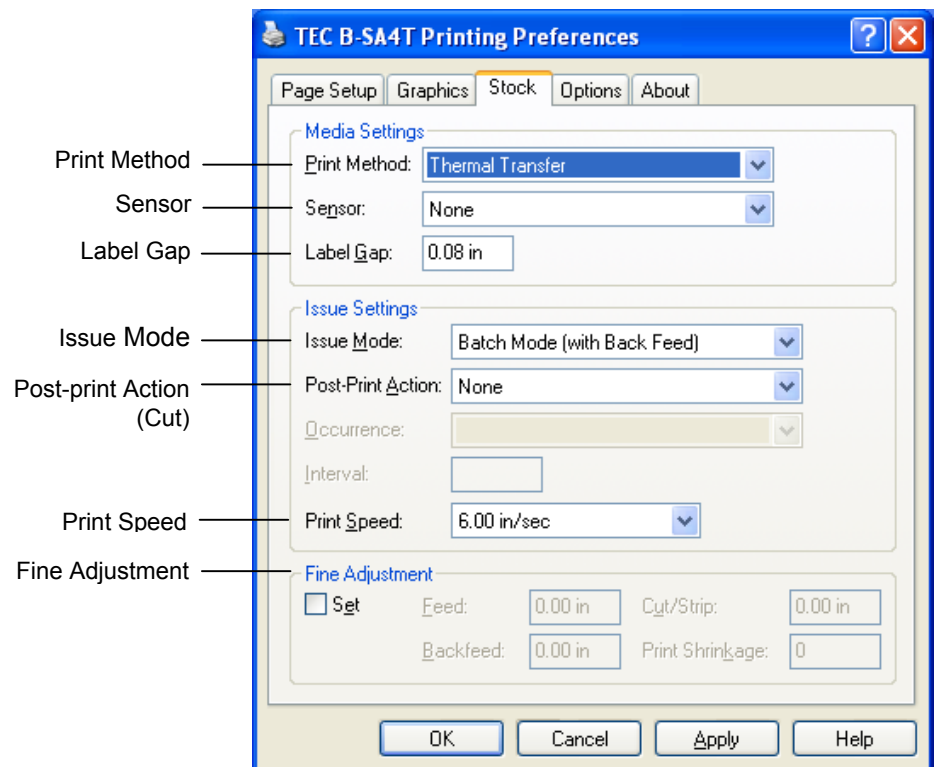 TEC B-SA4T Printing Preferences
Page Setup Graphics Stock Options About
Media Settings
Print Method Print Method: Thermal Transfer
Sensor Sensor: None
Label Gap Label Gap: 0.08 in
Issue Settings
Issue Mode Issue Mode: Batch Mode (with Back Feed)
Post-print Action Post-Print Action: None
(Cut)
Occurrence:
Interval:
Print Speed Print Speed: 6.00 in/sec
Fine Adjustment Fine Adjustment
Set Feed: 0.00 in Cut/Strip: 0.00 in
Backfeed: 0.00 in Print Shrinkage: 0
OK Cancel Apply Help